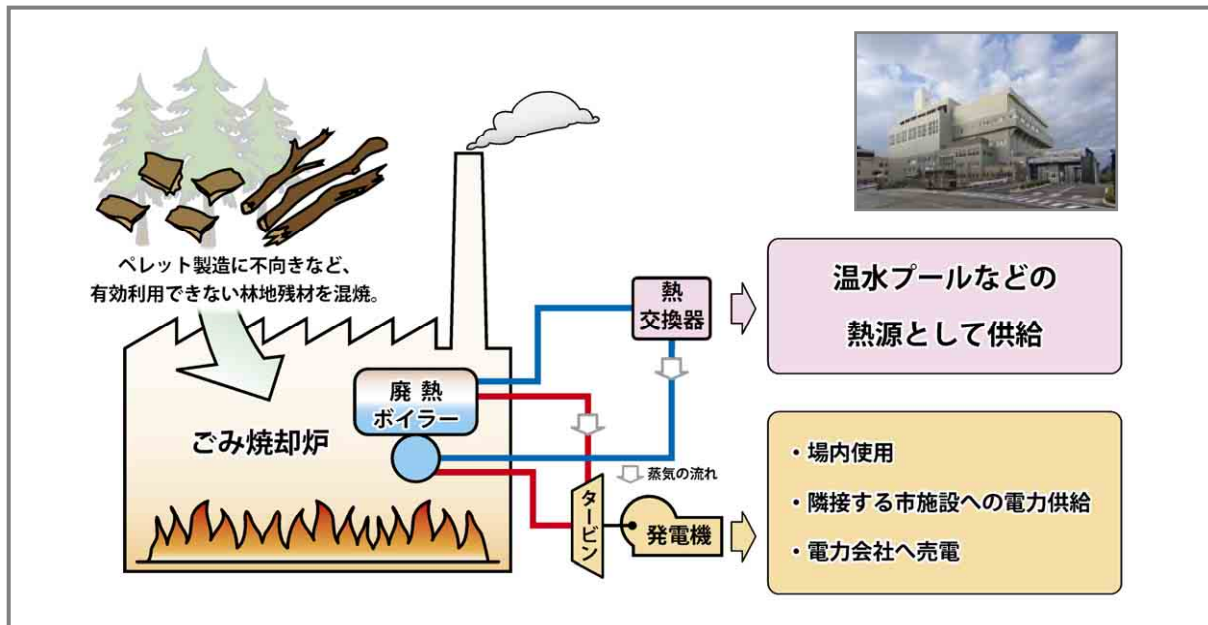 ペレット製造に不向きなど、
有効利用できない林地残材を混焼。
熱
交換器
温水プールなどの
熱源として供給
廃熱
ボイラー
ごみ焼却炉
蒸気の流れ
タービン
発電機
・場内使用
・隣接する市施設への電力供給
・電力会社へ売電